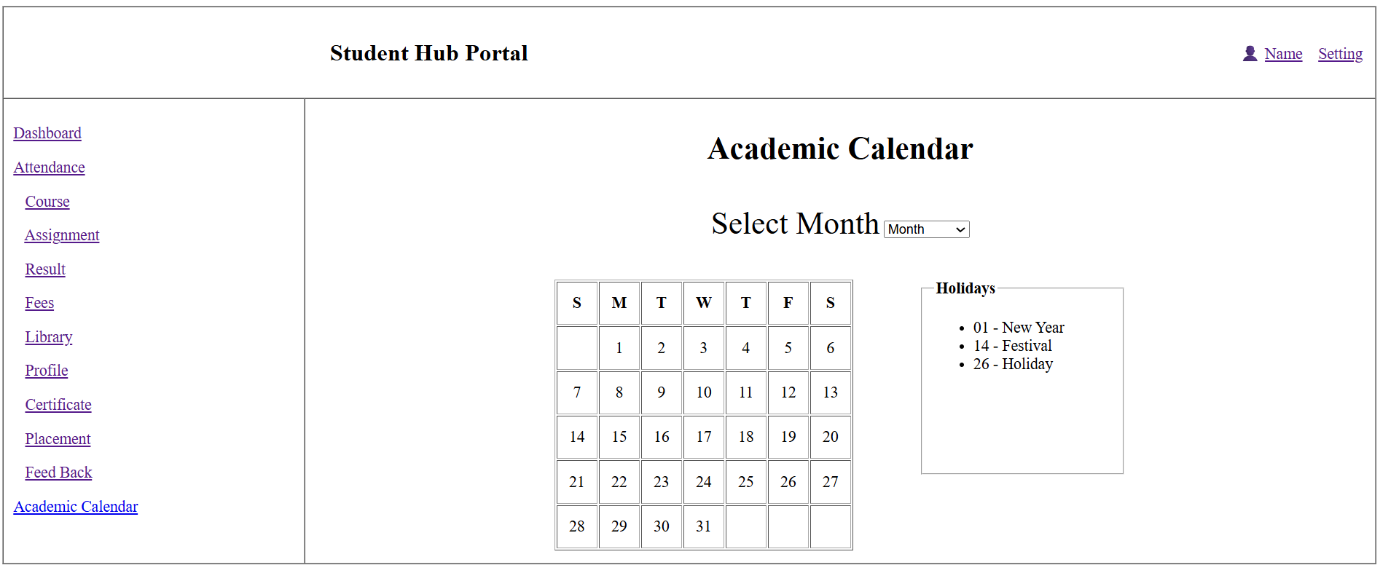 Student Hub Portal
Name Setting
Dashboard
Attendance
Course
Assignment
Result
Fees
Library
Profile
Certificate
Placement
Feed Back
Academic Calendar
Academic Calendar
Select Month Month
S M T W T F S
1 2 3 4 5 6
7 8 9 10 11 12 13
14 15 16 17 18 19 20
21 22 23 24 25 26 27
28 29 30 31
Holidays
01 - New Year
14 - Festival
26 - Holiday